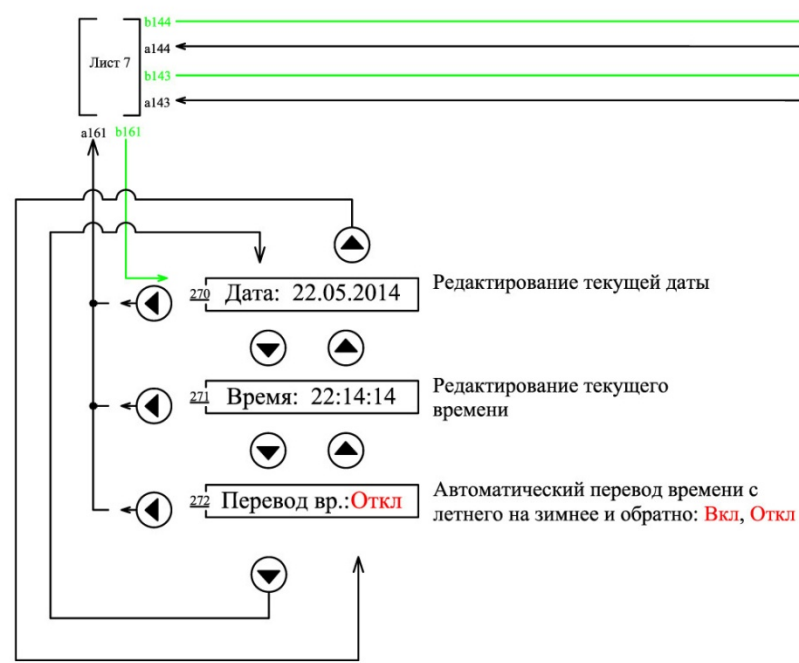 b144
a144
Лист 7
b143
a143
a161 b161
270 Дата: 22.05.2014
Редактирование текущей даты
271 Время: 22:14:14
Редактирование текущего
времени
272 Перевод вр.:Откл
Автоматический перевод времени с
летнего на зимнее и обратно: Вкл, Откл